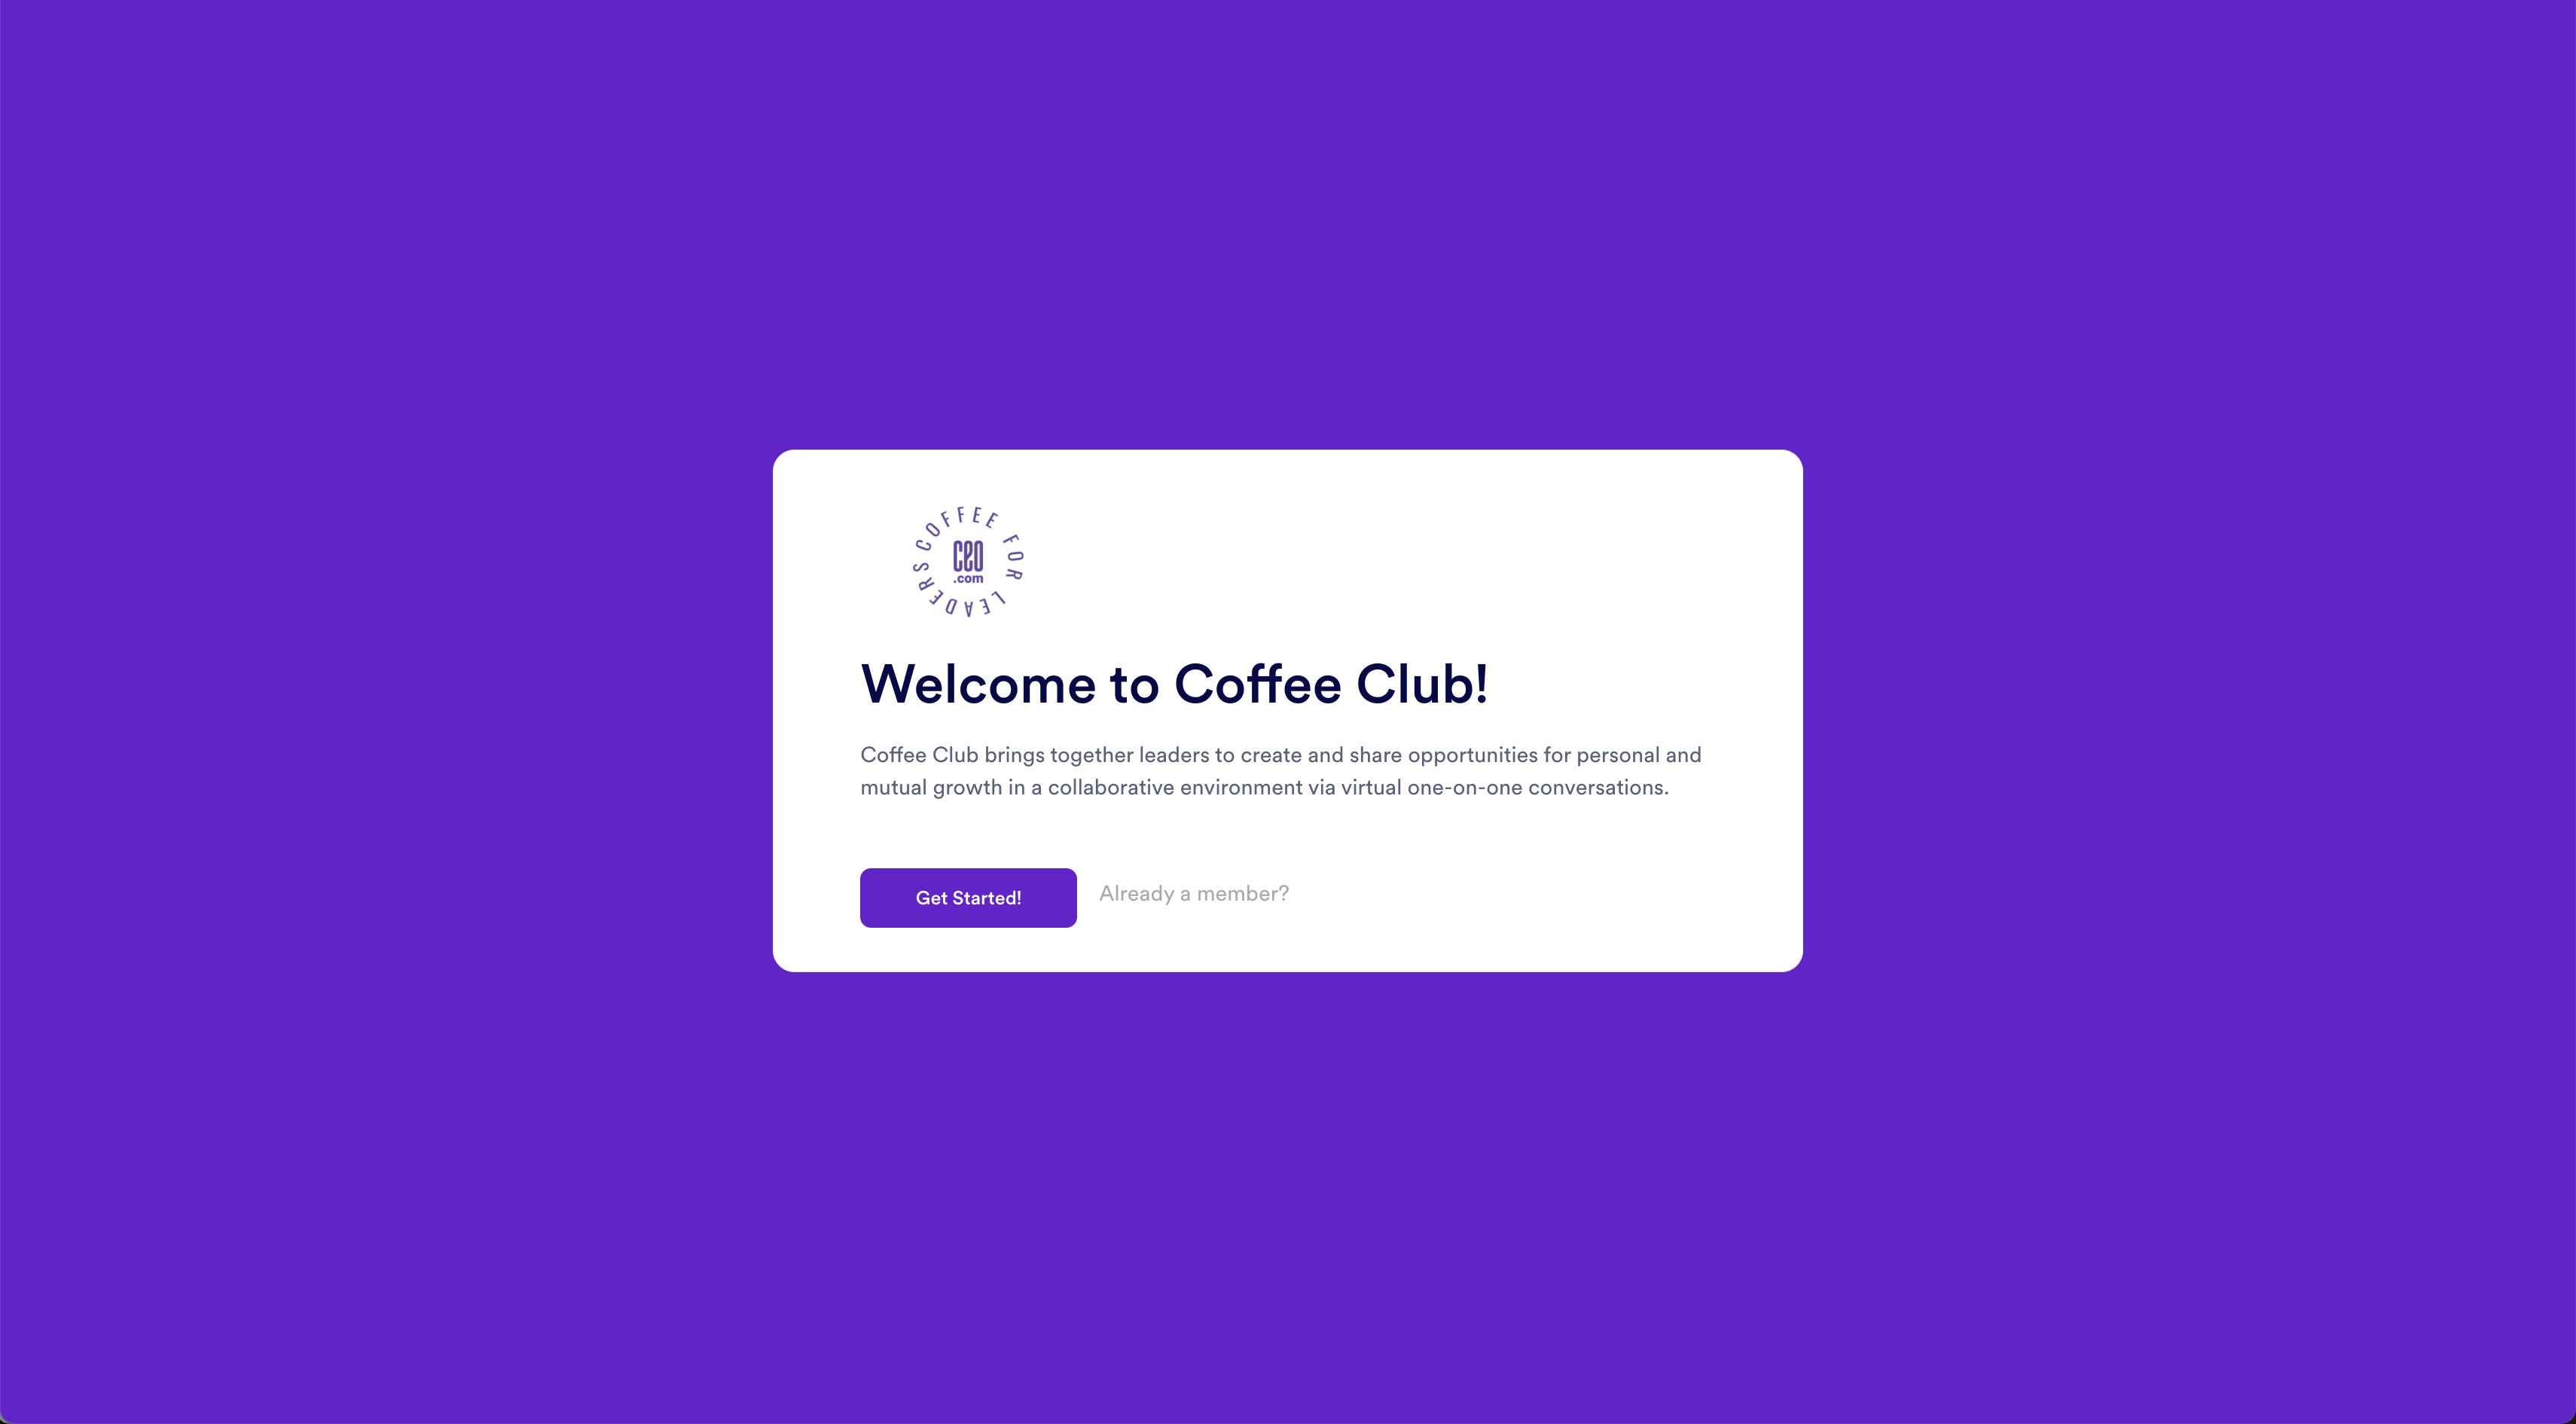 COFFEE FOR LEADERS
CEO
.com
Welcome to Coffee Club!
Coffee Club brings together leaders to create and share opportunities for personal and
mutual growth in a collaborative environment via virtual one-on-one conversations.
Get Started!
Already a member?